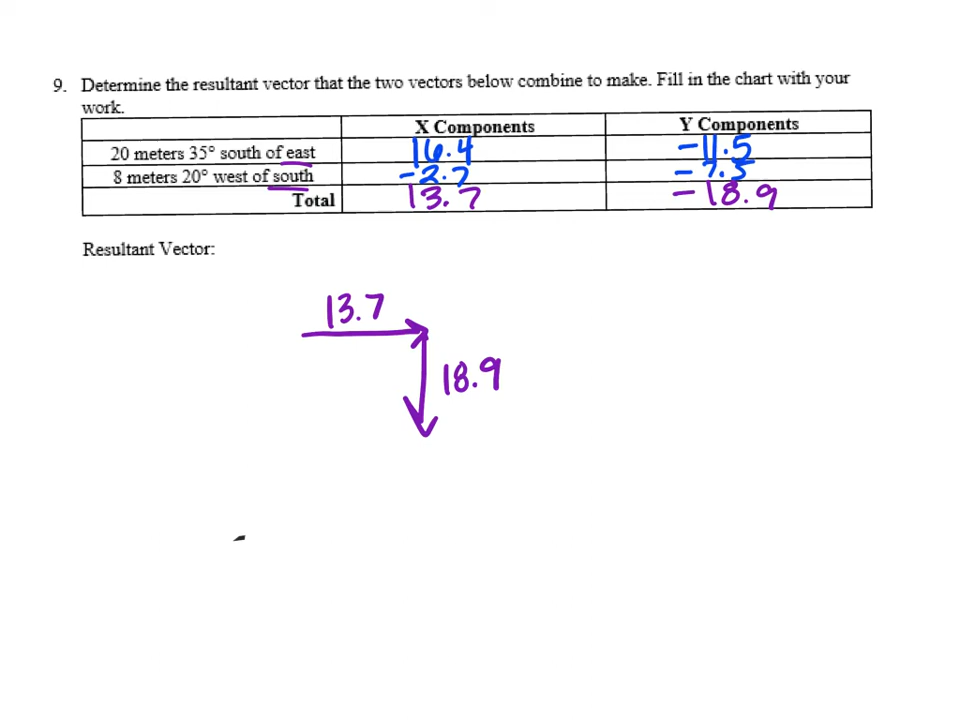 9. Determine the resultant vector that the two vectors below combine to make. Fill in the chart with your
work.
X Components Y Components
20 meters 35° south of east 16.4 -11.5
8 meters 20° west of south -2.7 -7.5
Total 13.7 -18.9
Resultant Vector:
13.7
18.9